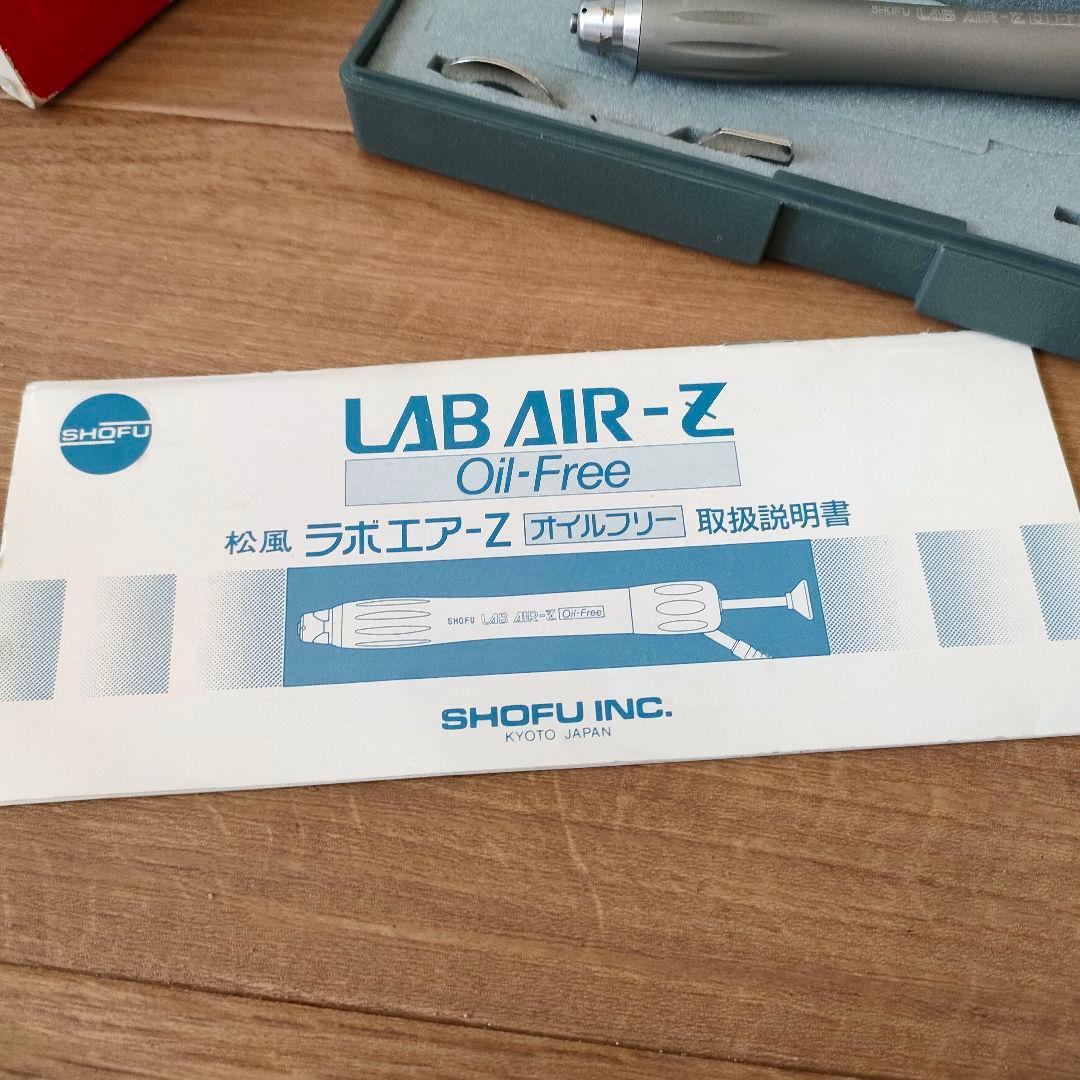 SHOFU LAB AIR-Z
SHOFU
LAB AIR-Z
Oil-Free
松風 ラボエアー-Z オイルフリー 取扱説明書
SHOFU LAB AIR-Z Oil-Free
SHOFU INC.
KYOTO JAPAN